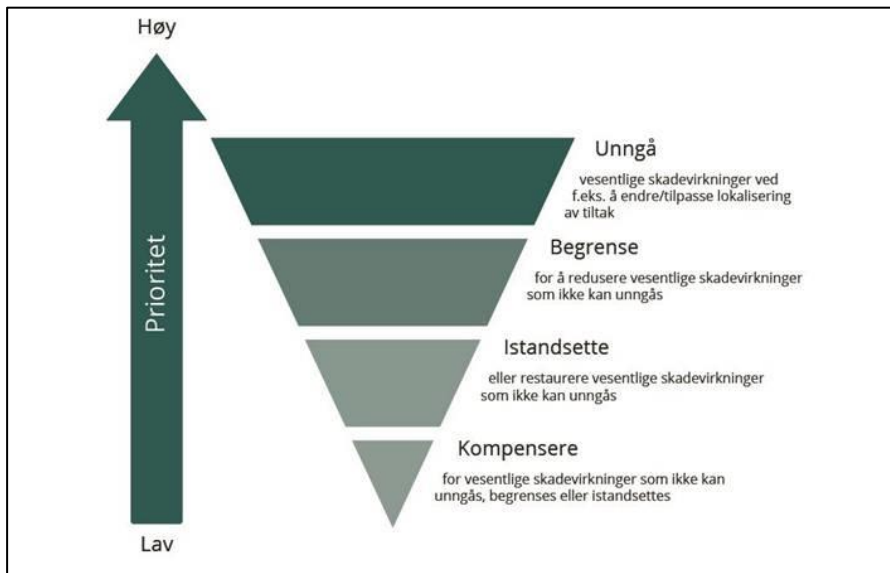 Høy
Prioritet
Lav
Unngå
vesentlige skadevirkninger ved
f.eks. å endre/tilpasse lokalisering
av tiltak
Begrense
for å redusere vesentlige skadevirkninger
som ikke kan unngås
Istandsette
eller restaurere vesentlige skadevirkninger
som ikke kan unngås
Kompensere
for vesentlige skadevirkninger som ikke kan
unngås, begrenses eller istandsettes